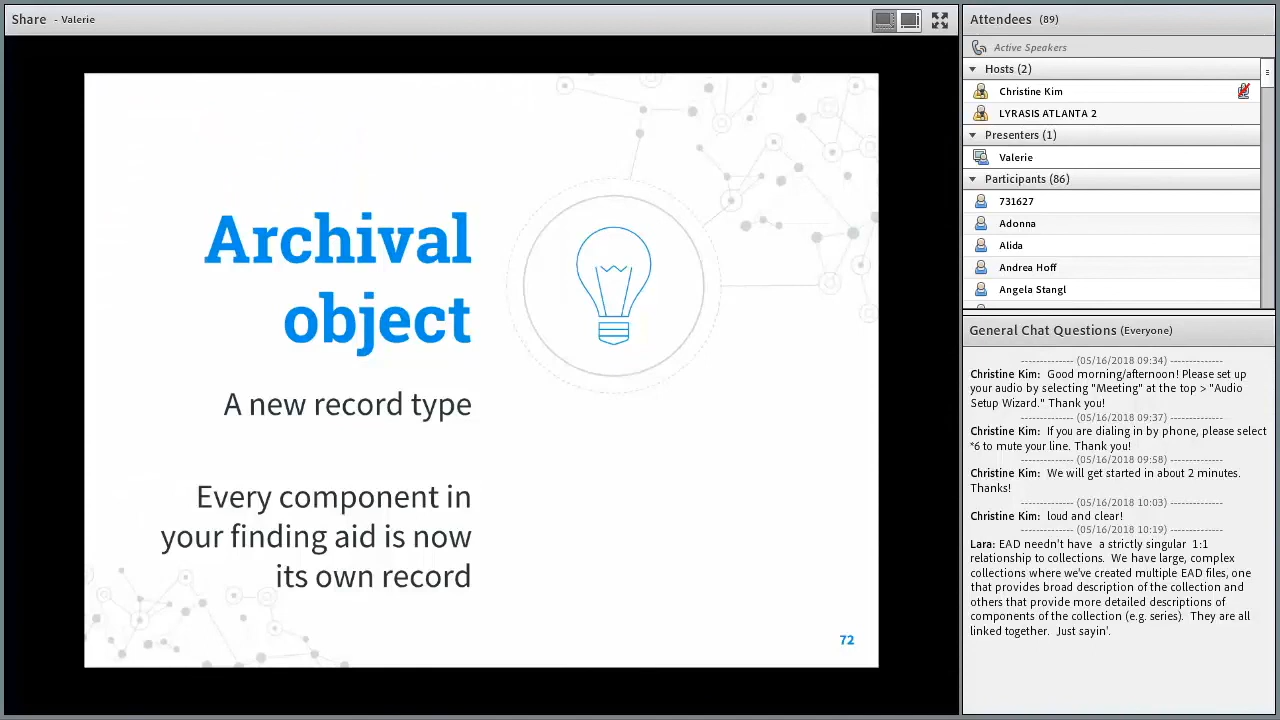 Share - Valerie
Archival
object
A new record type
Every component in
your finding aid is now
its own record
72
Attendees (89)
Active Speakers
Hosts (2)
Christine Kim
LYRASIS ATLANTA 2
Presenters (1)
Valerie
Participants (86)
731627
Adonna
Alida
Andrea Hoff
Angela Stangl
General Chat Questions (Everyone)
-------------- (05/16/2018 09:34) -------------
Christine Kim: Good morning/afternoon! Please set up
your audio by selecting "Meeting" at the top > "Audio
Setup Wizard." Thank you!
-------------- (05/16/2018 09:37) -------------
Christine Kim: If you are dialing in by phone, please select
*6 to mute your line. Thank you!
-------------- (05/16/2018 09:58) -------------
Christine Kim: We will get started in about 2 minutes.
Thanks!
-------------- (05/16/2018 10:03) -------------
Christine Kim: loud and clear!
-------------- (05/16/2018 10:19) -------------
Lara: EAD needn't have a strictly singular 1:1
relationship to collections. We have large, complex
collections where we've created multiple EAD files, one
that provides broad description of the collection and
others that provide more detailed descriptions of
components of the collection (e.g. series). They are all
linked together. Just sayin'.